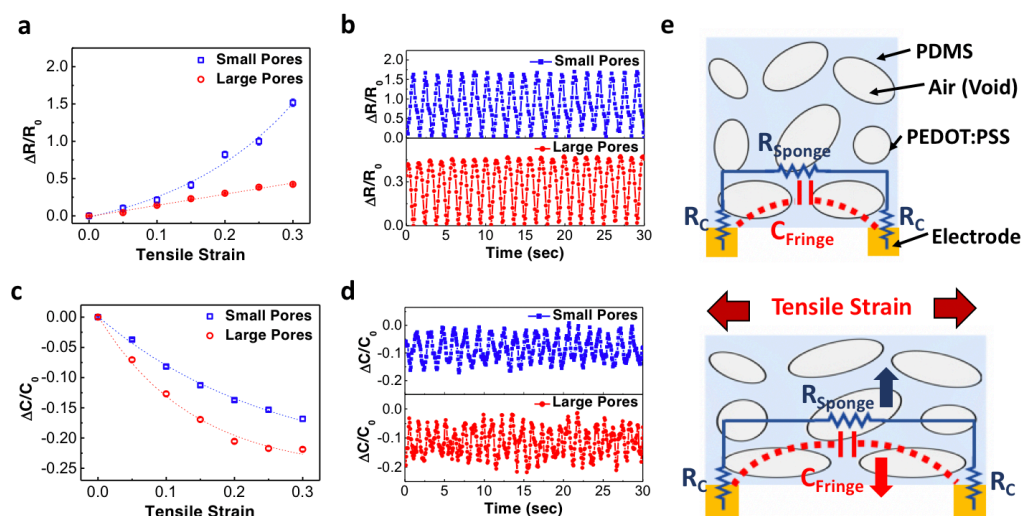 a
ΔR/R0
2.0
1.5
1.0
0.5
0.0
Small Pores
Large Pores
0.0 0.1 0.2 0.3
Tensile Strain
b
ΔR/R0
1.5
1.0
0.5
0.0
Small Pores
ΔR/R0
0.3
0.0
Large Pores
0 5 10 15 20 25 30
Time (sec)
c
ΔC/C0
0.00
-0.05
-0.10
-0.15
-0.20
-0.25
Small Pores
Large Pores
0.0 0.1 0.2 0.3
Tensile Strain
d
ΔC/C0
0.0
-0.1
-0.2
Small Pores
ΔC/C0
0.0
-0.1
-0.2
Large Pores
0 5 10 15 20 25 30
Time (sec)
e
PDMS
Air (Void)
PEDOT:PSS
RSponge
RC
RC
CFringe
Electrode
Tensile Strain
RSponge
RC
RC
CFringe